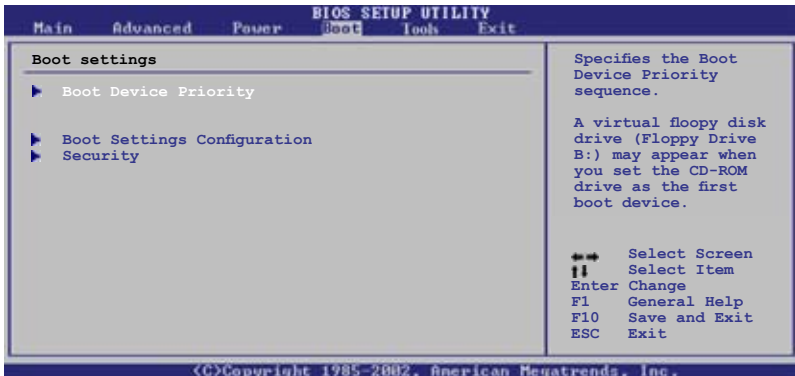 BIOS SETUP UTILITY
Main Advanced Power Boot Tools Exit
Boot settings
Boot Device Priority
Boot Settings Configuration
Security
Specifies the Boot
Device Priority
sequence.
A virtual floopy disk
drive (Floppy Drive
B:) may appear when
you set the CD-ROM
drive as the first
boot device.
Select Screen
Select Item
Enter Change
F1 General Help
F10 Save and Exit
ESC Exit
(C)Copyright 1985-2002, American Megatrends, Inc.